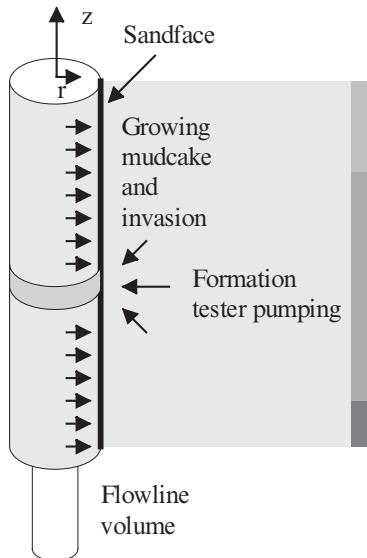 z
Sandface
r
Growing
mudcake
and
invasion
Formation
tester pumping
Flowline
volume